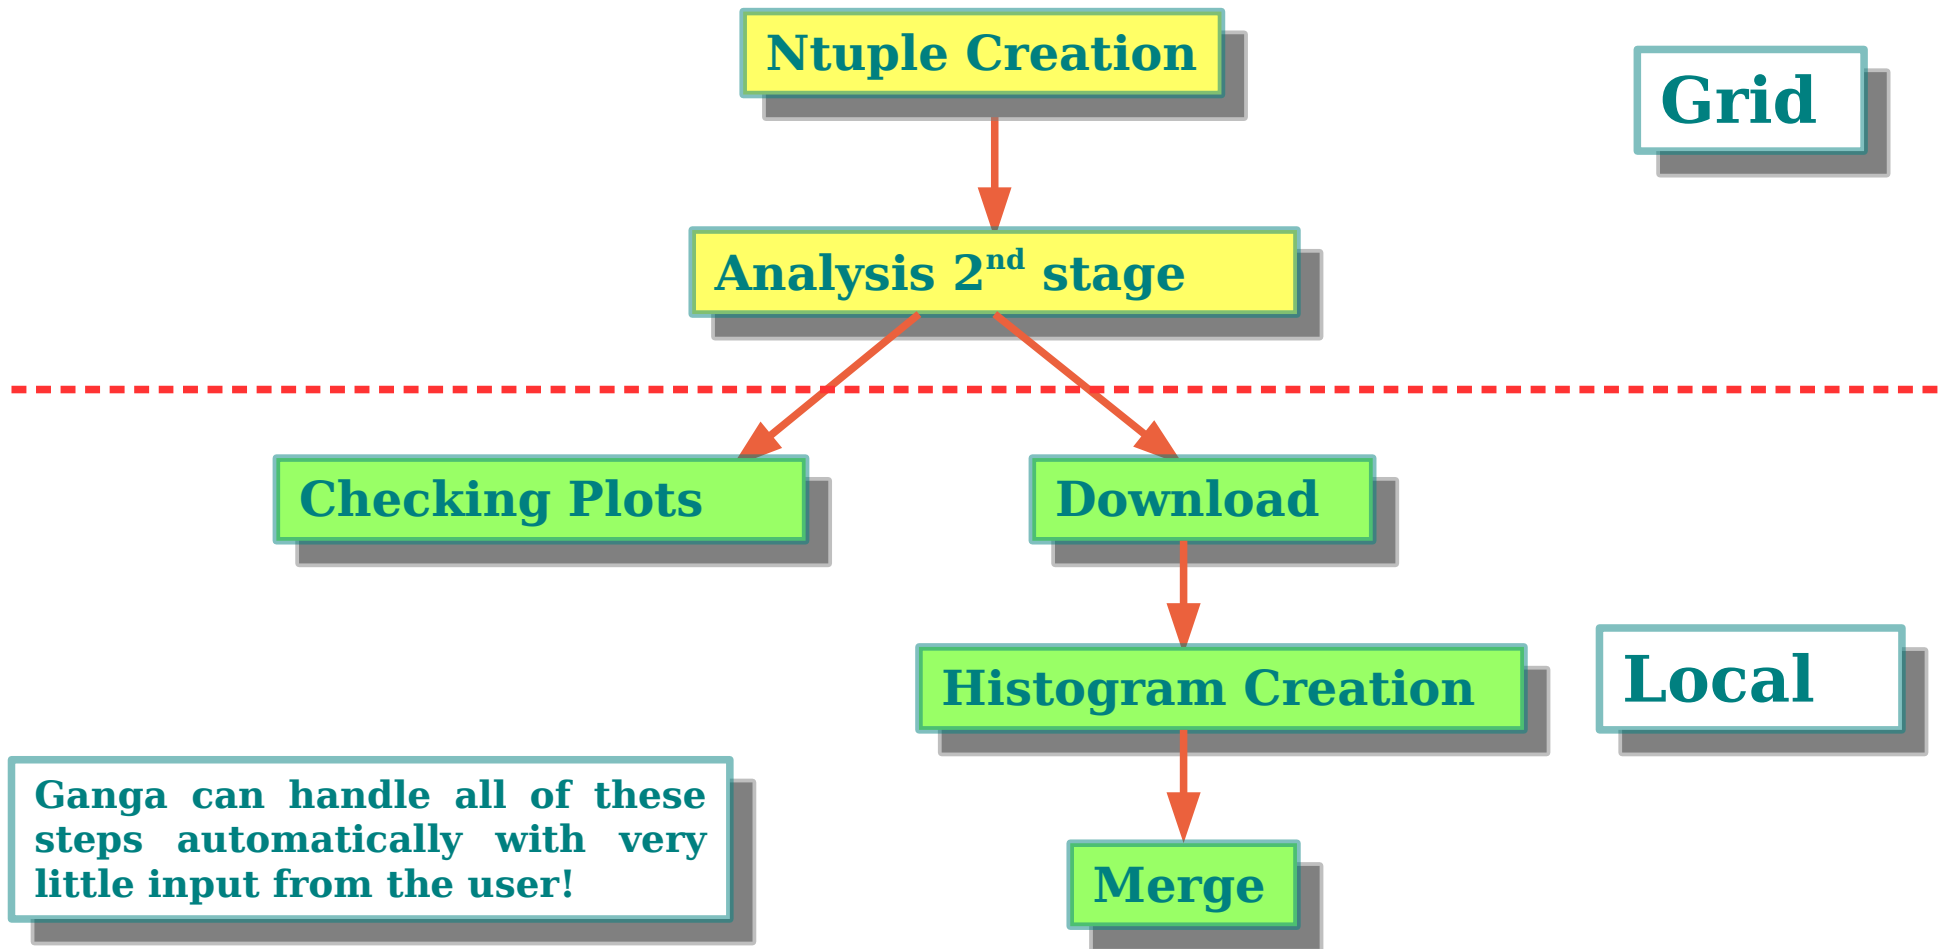 Ntuple Creation
Grid
Analysis 2nd stage
Checking Plots
Download
Histogram Creation
Local
Ganga can handle all of these
steps automatically with very
little input from the user!
Merge